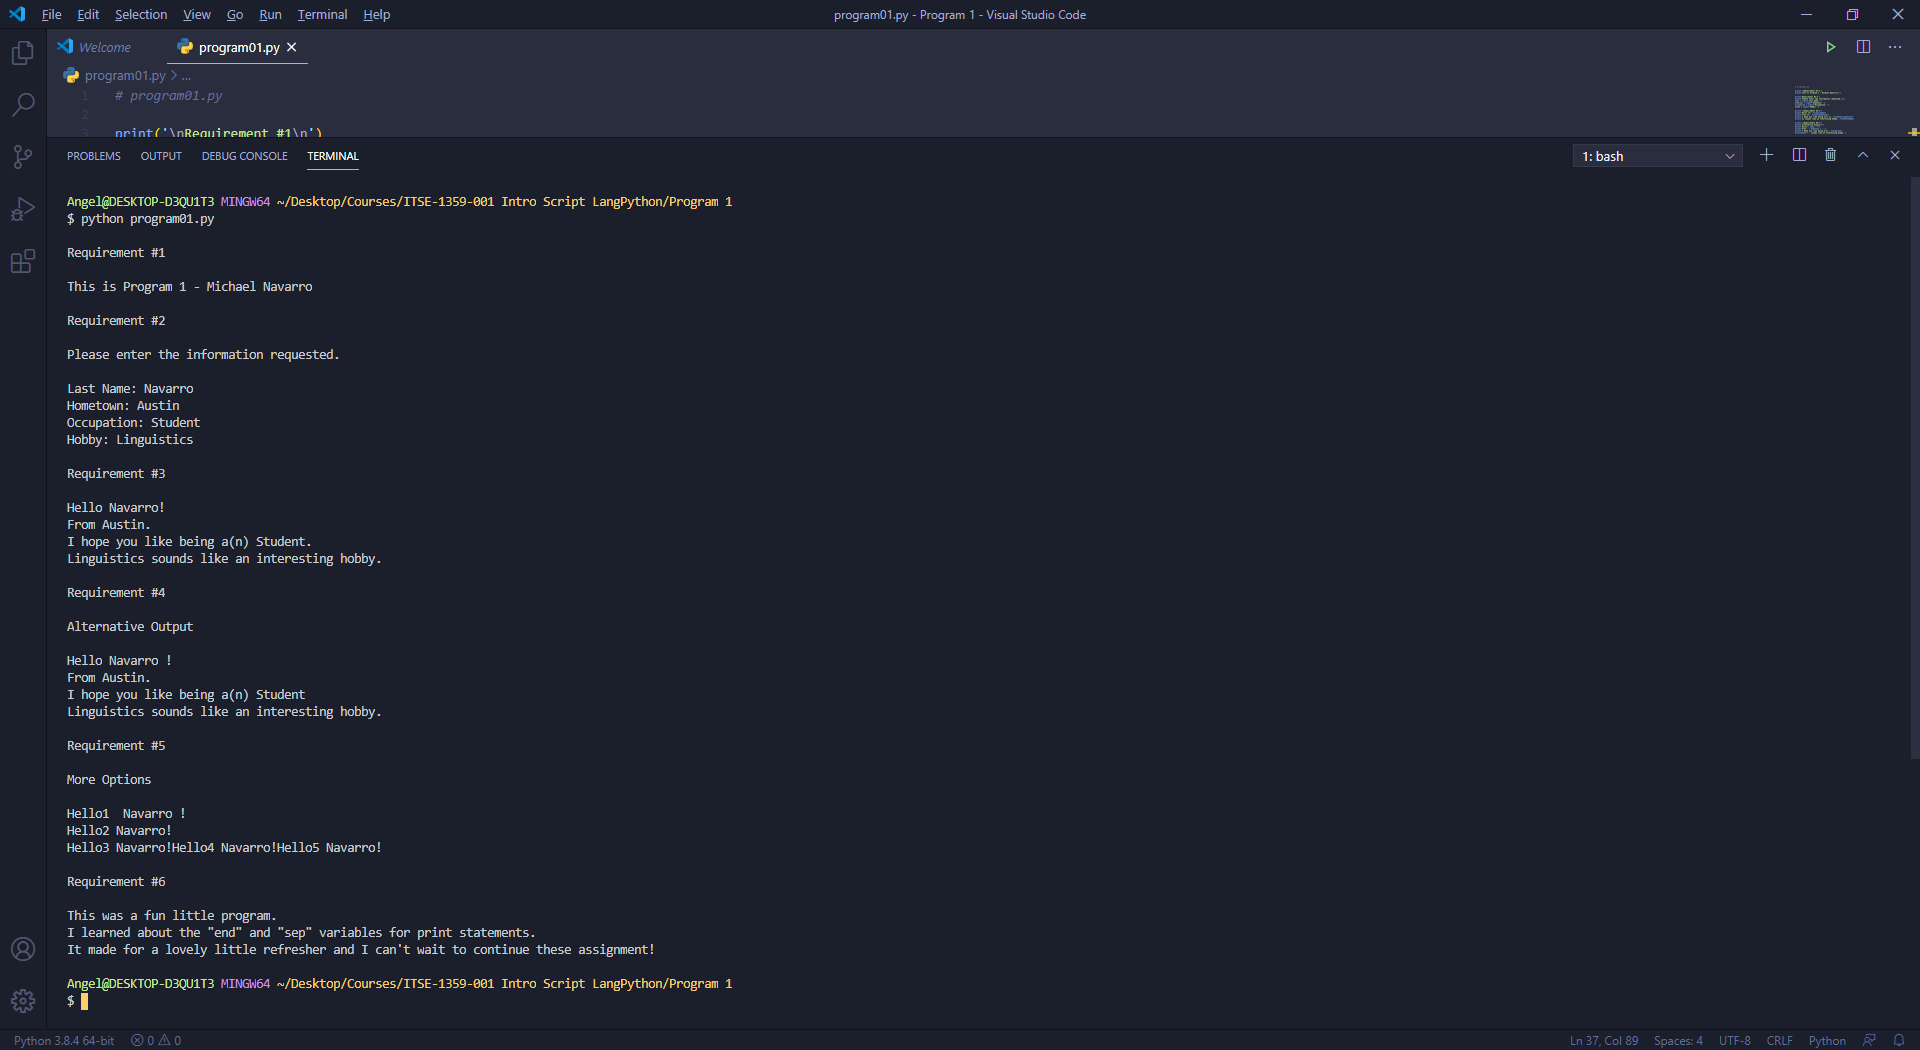 File Edit Selection View Go Run Terminal Help program01.py - Program 1 - Visual Studio Code
Welcome program01.py
program01.py > ...
1 # program01.py
2
3 print('\nRequirement #1\n')
PROBLEMS OUTPUT DEBUG CONSOLE TERMINAL 1: bash
Angel@DESKTOP-D3QU1T3 MINGW64 ~/Desktop/Courses/ITSE-1359-001 Intro Script LangPython/Program 1
$ python program01.py
Requirement #1
This is Program 1 - Michael Navarro
Requirement #2
Please enter the information requested.
Last Name: Navarro
Hometown: Austin
Occupation: Student
Hobby: Linguistics
Requirement #3
Hello Navarro!
From Austin.
I hope you like being a(n) Student.
Linguistics sounds like an interesting hobby.
Requirement #4
Alternative Output
Hello Navarro !
From Austin.
I hope you like being a(n) Student
Linguistics sounds like an interesting hobby.
Requirement #5
More Options
Hello1  Navarro !
Hello2 Navarro!
Hello3 Navarro!Hello4 Navarro!Hello5 Navarro!
Requirement #6
This was a fun little program.
I learned about the "end" and "sep" variables for print statements.
It made for a lovely little refresher and I can't wait to continue these assignment!
Angel@DESKTOP-D3QU1T3 MINGW64 ~/Desktop/Courses/ITSE-1359-001 Intro Script LangPython/Program 1
$
Python 3.8.4 64-bit 0 0 Ln 37, Col 89 Spaces: 4 UTF-8 CRLF Python